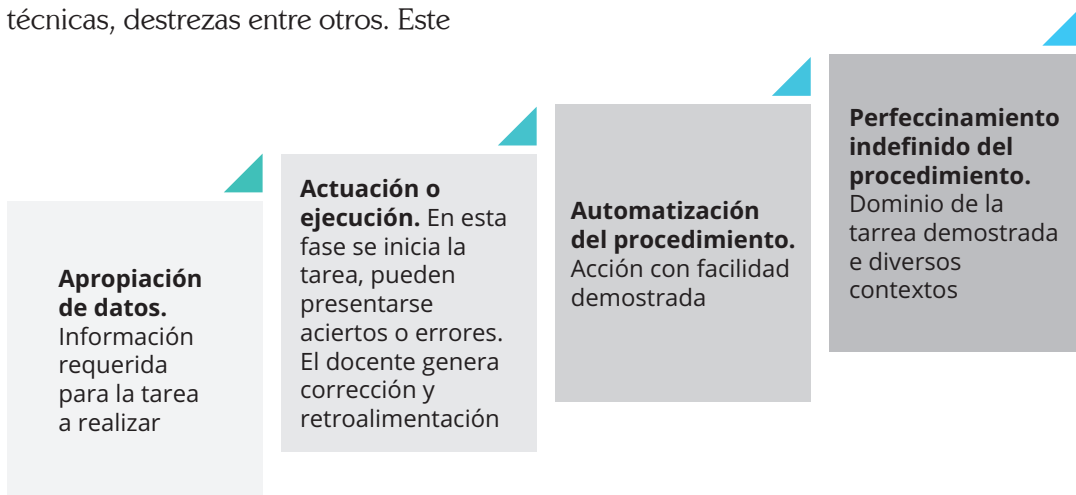 técnicas, destrezas entre otros. Este
Apropiación
de datos.
Información
requerida
para la tarea
a realizar
Actuación o
ejecución. En esta
fase se inicia la
tarea, pueden
presentarse
aciertos o errores.
El docente genera
corrección y
retroalimentación
Automatización
del procedimiento.
Acción con facilidad
demostrada
Perfeccinamiento
indefinido del
procedimiento.
Dominio de la
tarrea demostrada
e diversos
contextos